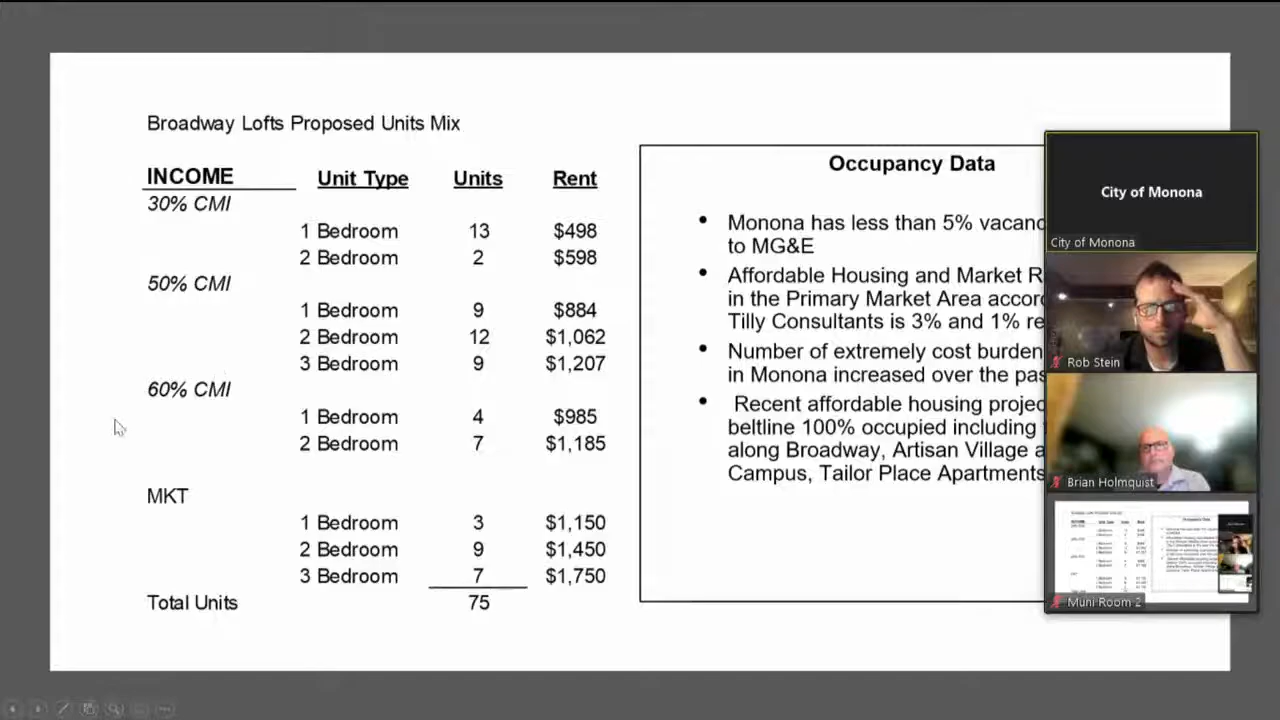 Broadway Lofts Proposed Units Mix
INCOME Unit Type Units Rent
30% CMI
1 Bedroom 13 $498
2 Bedroom 2 $598
50% CMI
1 Bedroom 9 $884
2 Bedroom 12 $1,062
3 Bedroom 9 $1,207
60% CMI
1 Bedroom 4 $985
2 Bedroom 7 $1,185
MKT
1 Bedroom 3 $1,150
2 Bedroom 9 $1,450
3 Bedroom 7 $1,750
Total Units 75
Occupancy Data
• Monona has less than 5% vacanc
to MG&E
• Affordable Housing and Market R
in the Primary Market Area accor
Tilly Consultants is 3% and 1% re
• Number of extremely cost burden
in Monona increased over the pas
• Recent affordable housing projec
beltline 100% occupied including
along Broadway, Artisan Village a
Campus, Tailor Place Apartments
City of Monona
City of Monona
Rob Stein
Brian Holmquist
Muni Room 2